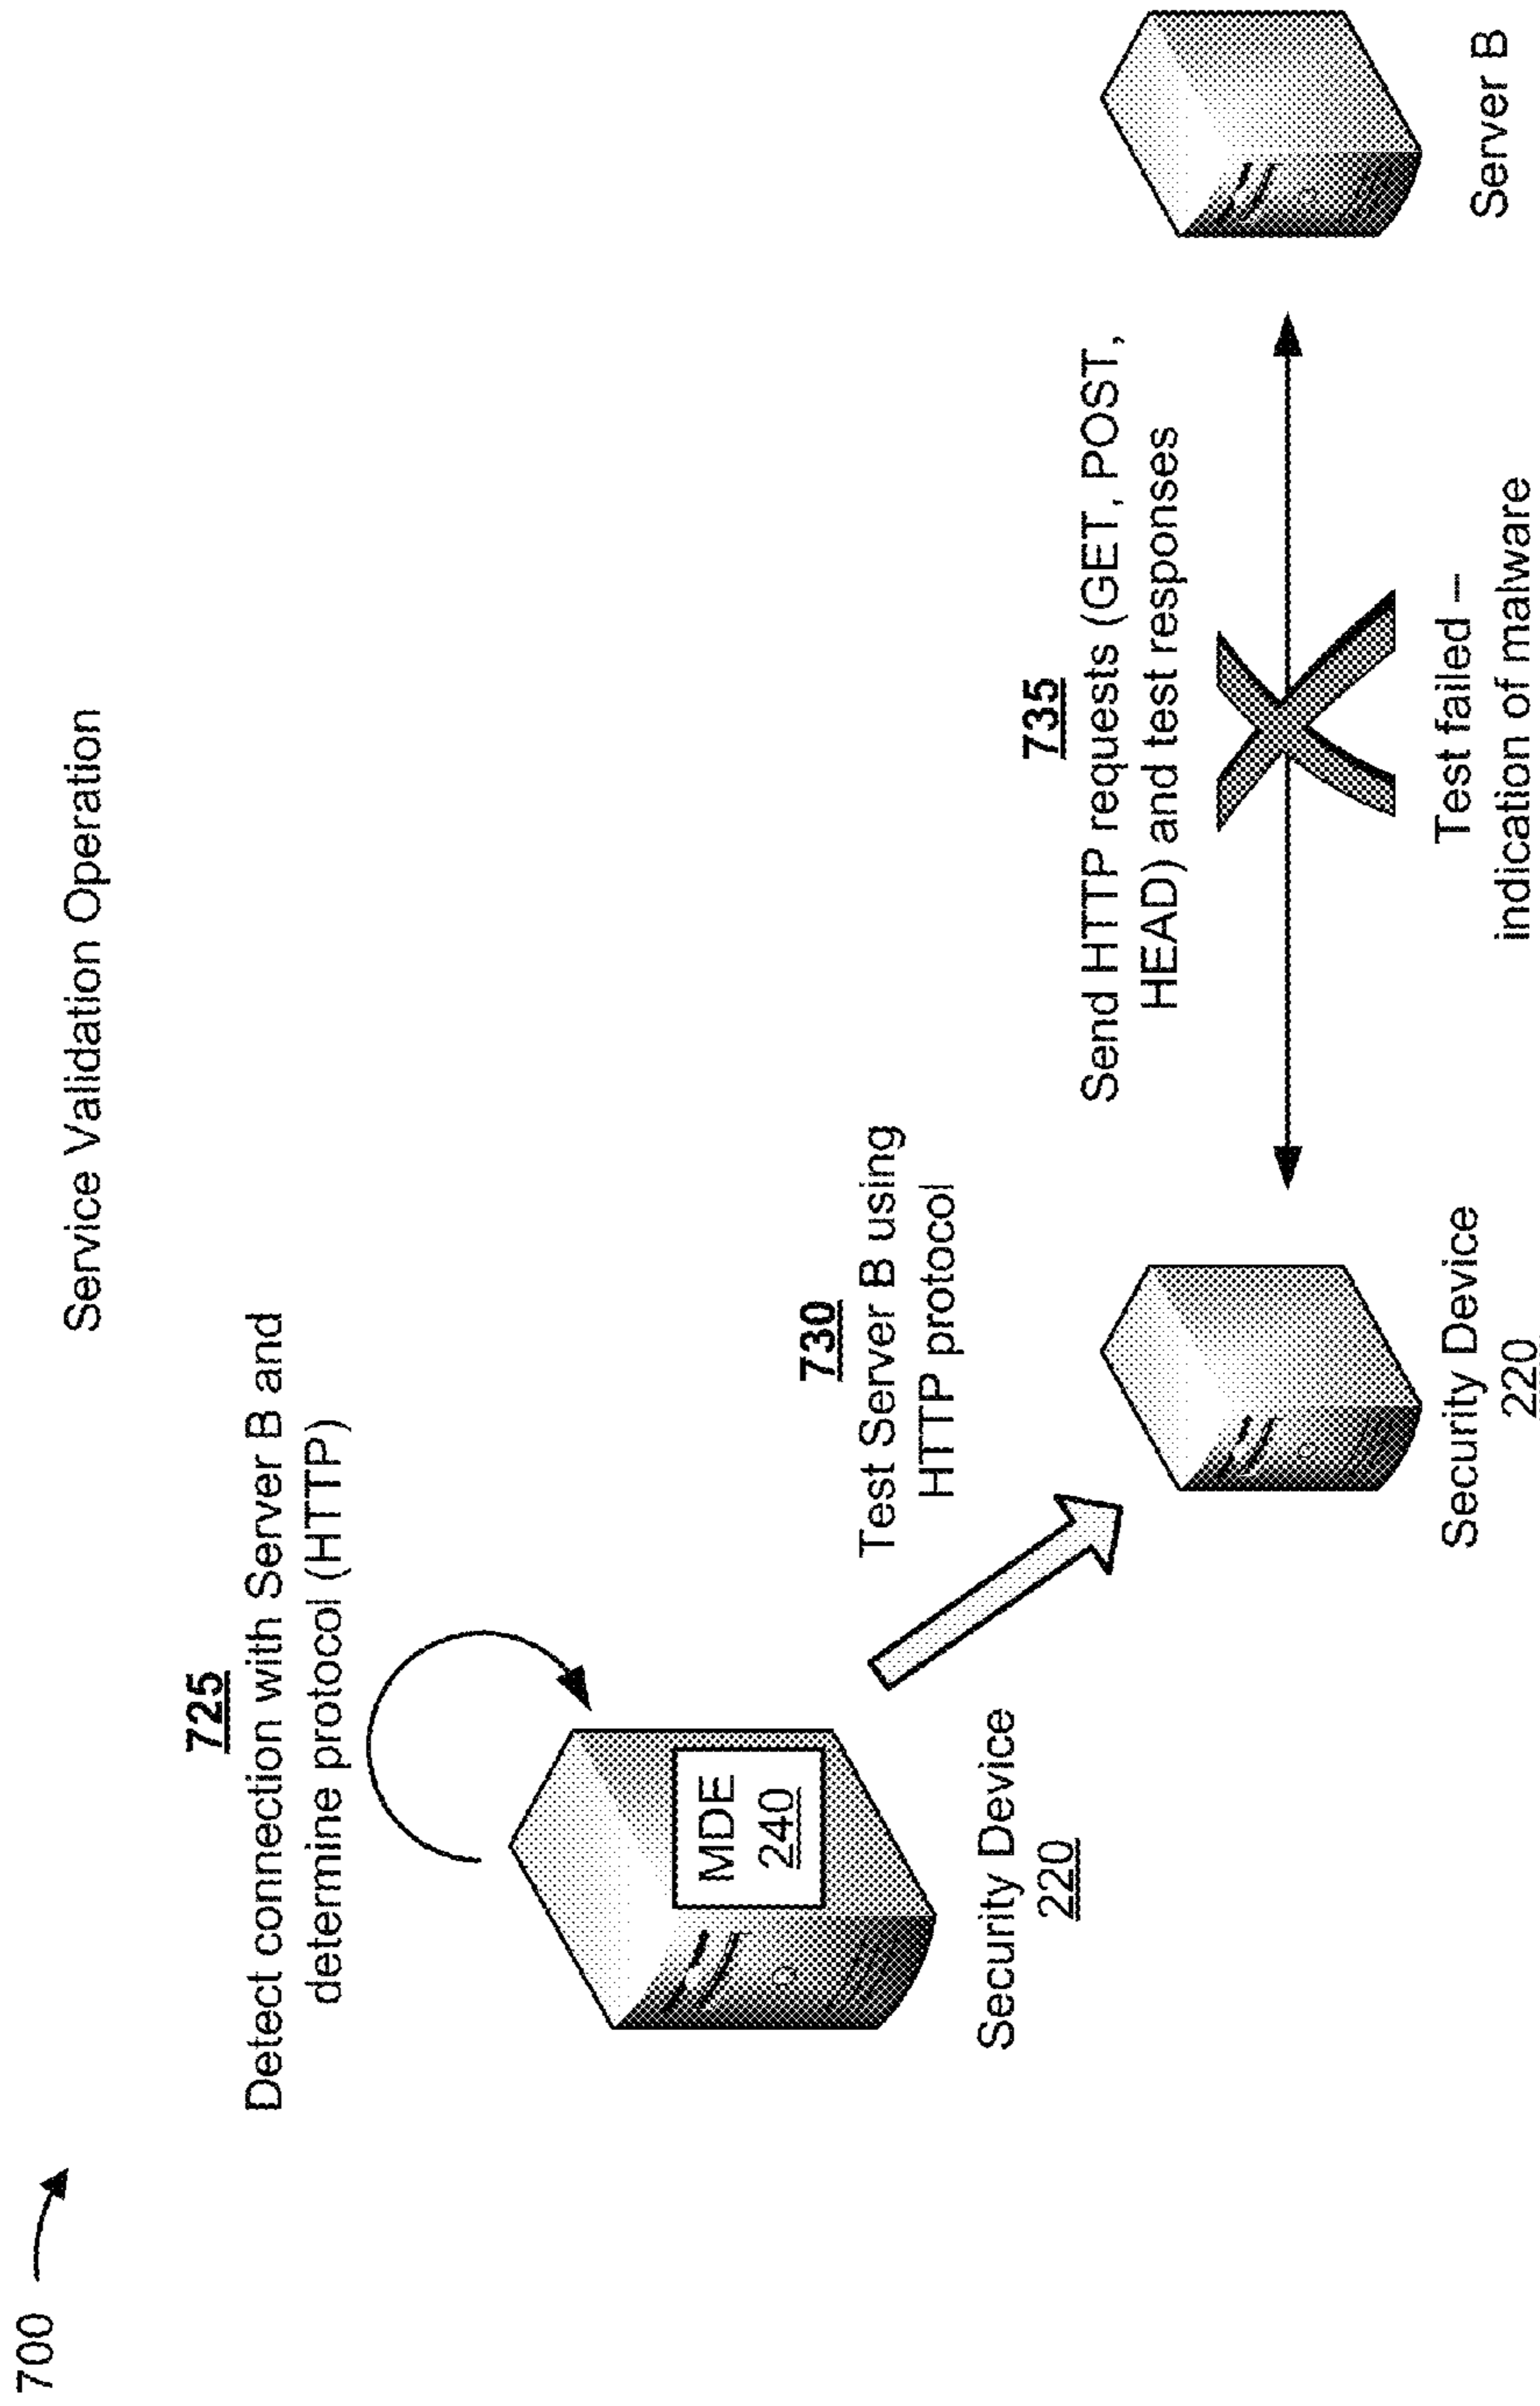 700
Service Validation Operation
725
Detect connection with Server B and
determine protocol (HTTP)
MDE
240
Security Device
220
730
Test Server B using
HTTP protocol
Security Device
220
735
Send HTTP requests (GET, POST,
HEAD) and test responses
Test failed –
indication of malware
Server B